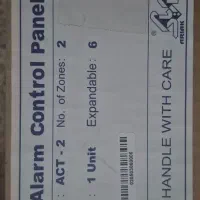 Alarm Control Panel
: ACT - 2 No. of Zones: 2
: 1 Unit Expandable: 6
HANDLE WITH CARE